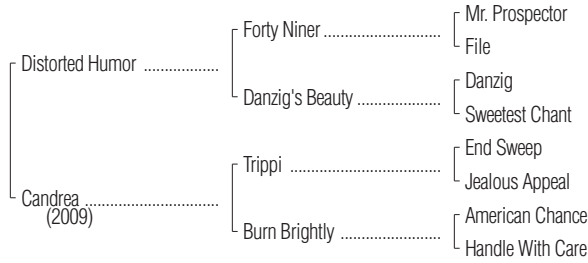 Mr. Prospector
Forty Niner ........................
File
Distorted Humor ..................
Danzig
Danzig's Beauty .................
Sweetest Chant
End Sweep
Trippi ................................
Jealous Appeal
Candrea ................................
(2009)
American Chance
Burn Brightly .....................
Handle With Care